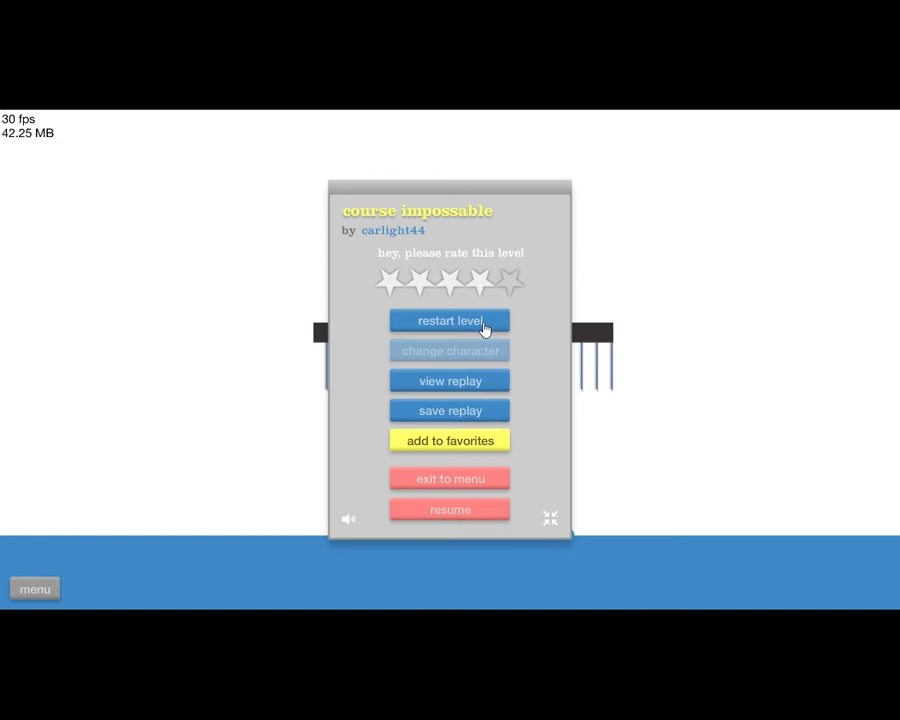 30 fps
42.25 MB
course impossable
by carlight44
hey, please rate this level
restart level
change character
view replay
save replay
add to favorites
exit to menu
resume
menu